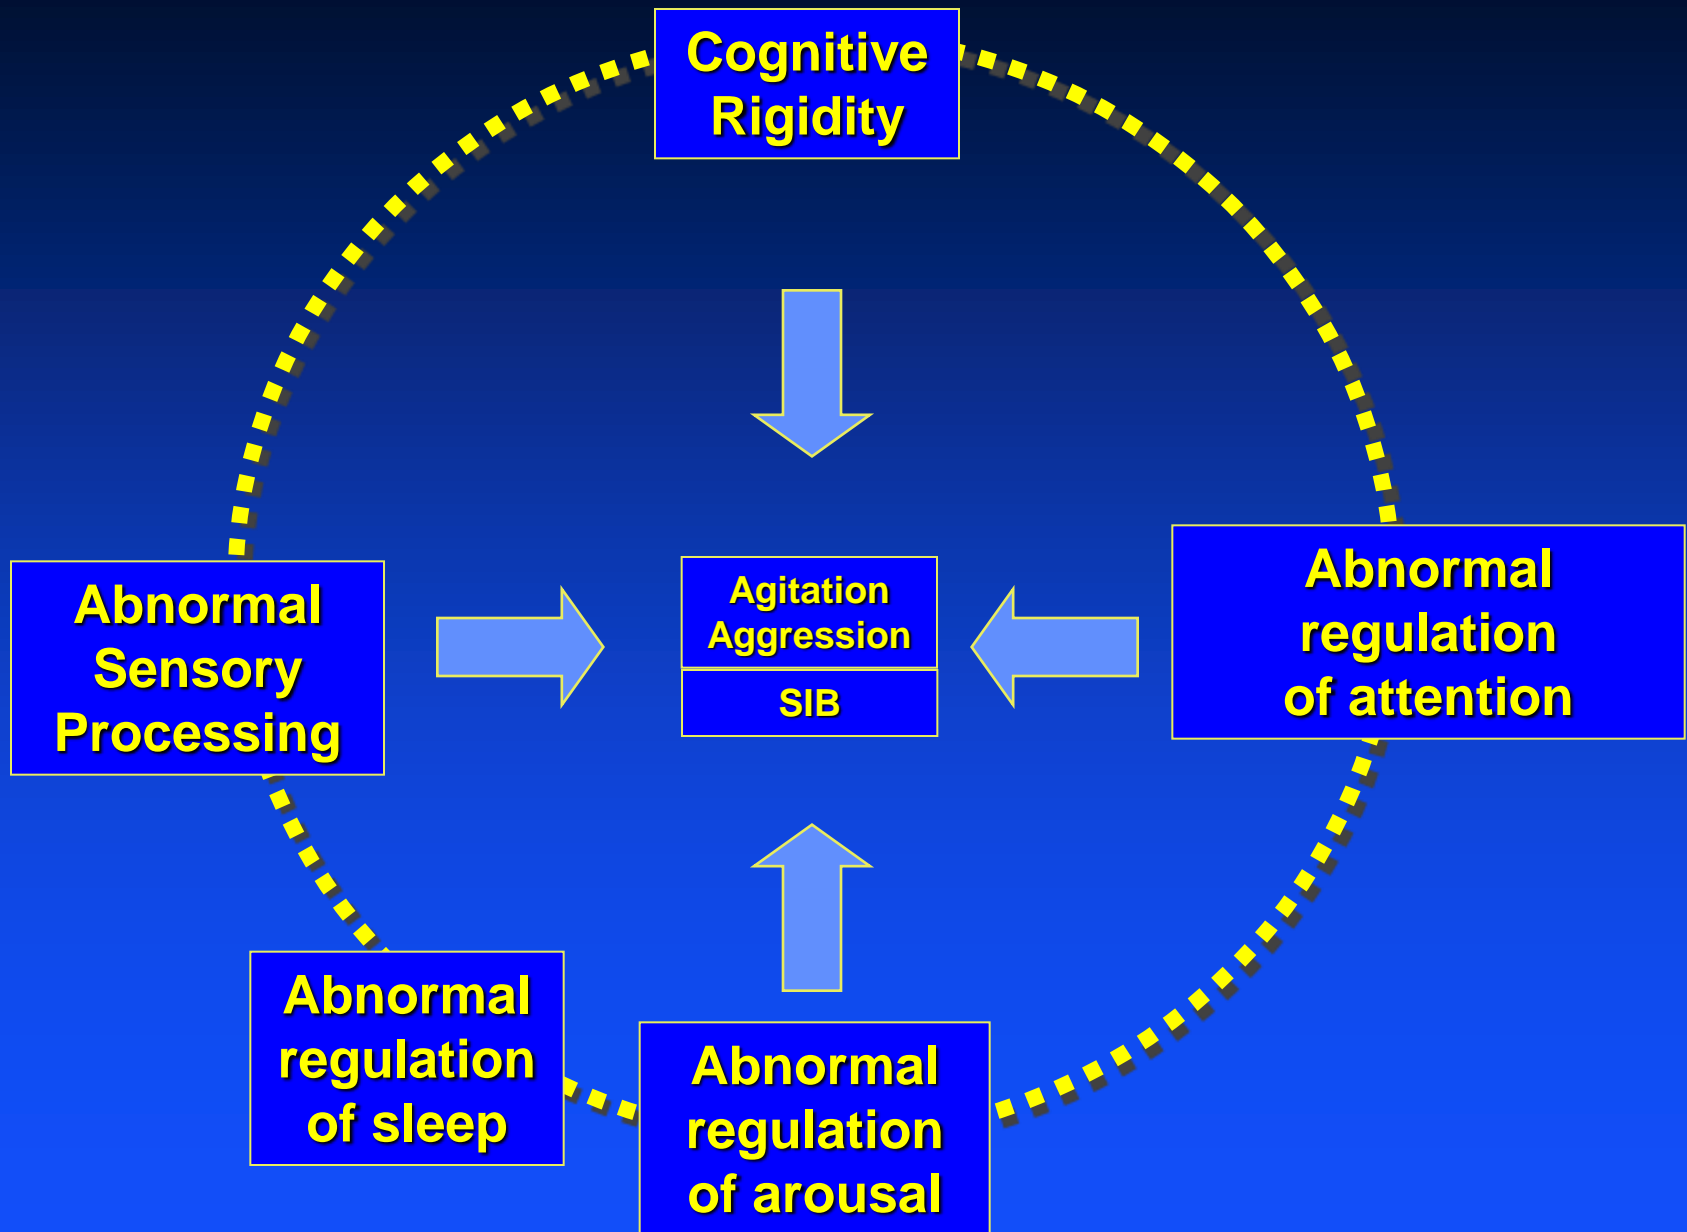 Cognitive
Rigidity
Abnormal
Sensory
Processing
Agitation
Aggression
SIB
Abnormal
regulation
of attention
Abnormal
regulation
of sleep
Abnormal
regulation
of arousal